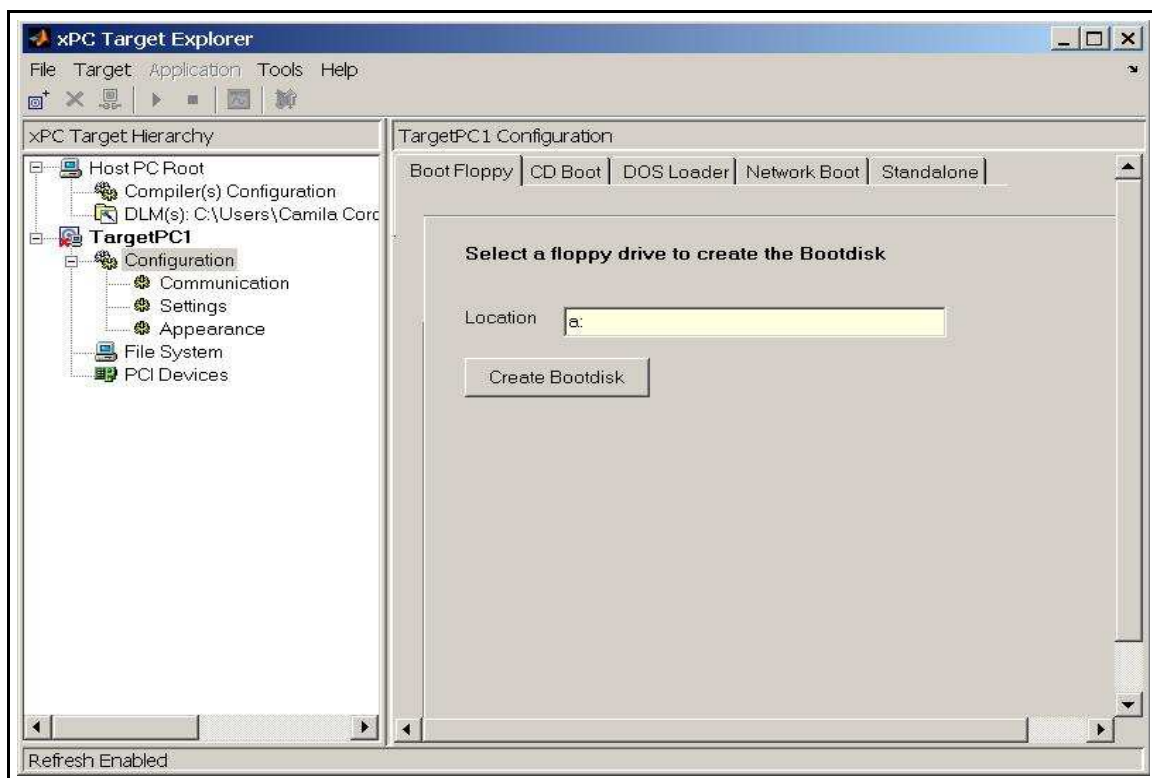 xPC Target Explorer
File Target Application Tools Help
xPC Target Hierarchy
Host PC Root
Compiler(s) Configuration
DLM(s): C:\Users\Camila Corc
TargetPC1
Configuration
Communication
Settings
Appearance
File System
PCI Devices
TargetPC1 Configuration
Boot Floppy CD Boot DOS Loader Network Boot Standalone
Select a floppy drive to create the Bootdisk
Location a:
Create Bootdisk
Refresh Enabled